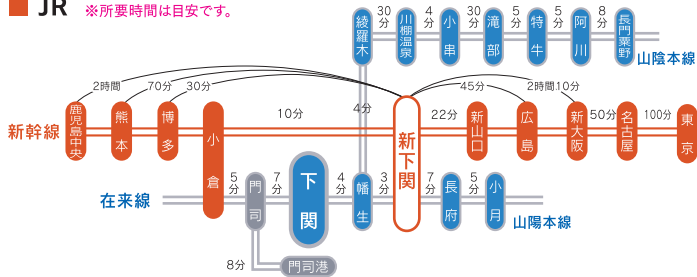 JR ※所要時間は目安です。
綾羅木 30分 川棚温泉 4分 小串 30分 滝部 5分 特牛 5分 阿川 8分 長門粟野
山陰本線
2時間 70分 30分 45分 2時間10分
新幹線 鹿児島中央 熊本 博多 小倉 10分 新下関 22分 新山口 広島 新大阪 50分 名古屋 100分 東京
4分
在来線 5分 門司 7分 下関 4分 幡生 3分 7分 長府 5分 小月
山陽本線
8分 門司港